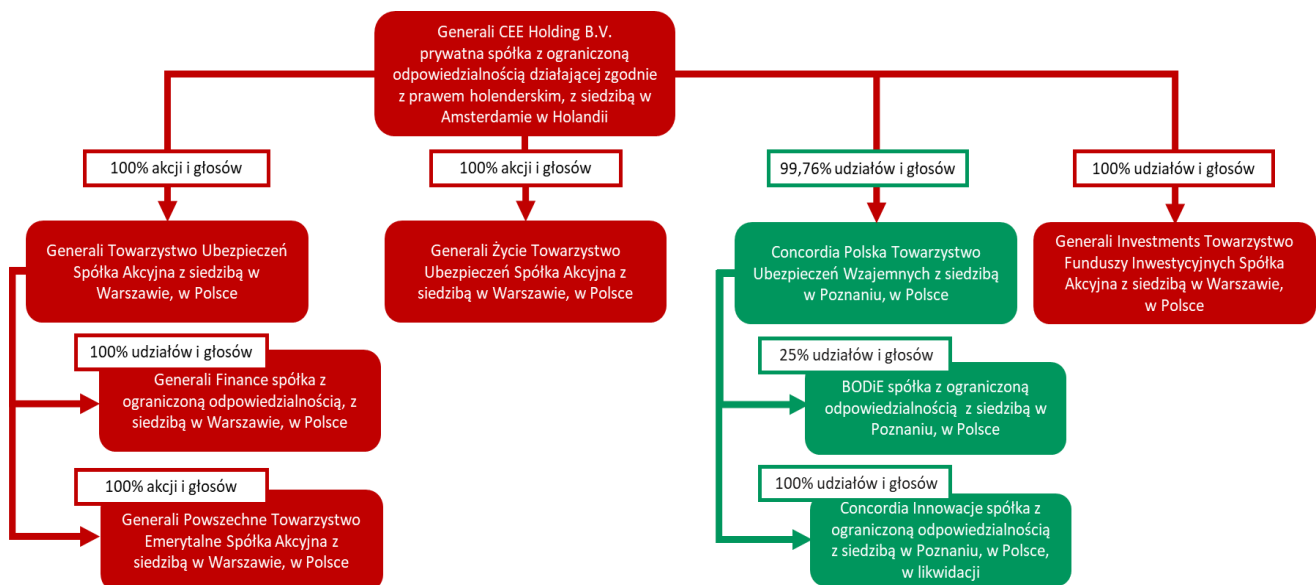 Generali CEE Holding B.V.
prywatna spółka z ograniczoną
odpowiedzialnością działającej zgodnie
z prawem holenderskim, z siedzibą w
Amsterdamie w Holandii
100% akcji i głosów
100% akcji i głosów
99,76% udziałów i głosów
100% udziałów i głosów
Generali Towarzystwo Ubezpieczeń
Spółka Akcyjna z siedzibą w
Warszawie, w Polsce
Generali Życie Towarzystwo
Ubezpieczeń Spółka Akcyjna z
siedzibą w Warszawie, w Polsce
Concordia Polska Towarzystwo
Ubezpieczeń Wzajemnych z siedzibą
w Poznaniu, w Polsce
Generali Investments Towarzystwo
Funduszy Inwestycyjnych Spółka
Akcyjna z siedzibą w Warszawie,
w Polsce
100% udziałów i głosów
Generali Finance spółka z
ograniczoną odpowiedzialnością, z
siedzibą w Warszawie, w Polsce
25% udziałów i głosów
BODiE spółka z ograniczoną
odpowiedzialnością z siedzibą w
Poznaniu, w Polsce
100% akcji i głosów
Generali Powszechne Towarzystwo
Emerytalne Spółka Akcyjna z
siedzibą w Warszawie, w Polsce
100% udziałów i głosów
Concordia Innowacje spółka z
ograniczoną odpowiedzialnością
z siedzibą w Poznaniu, w Polsce,
w likwidacji